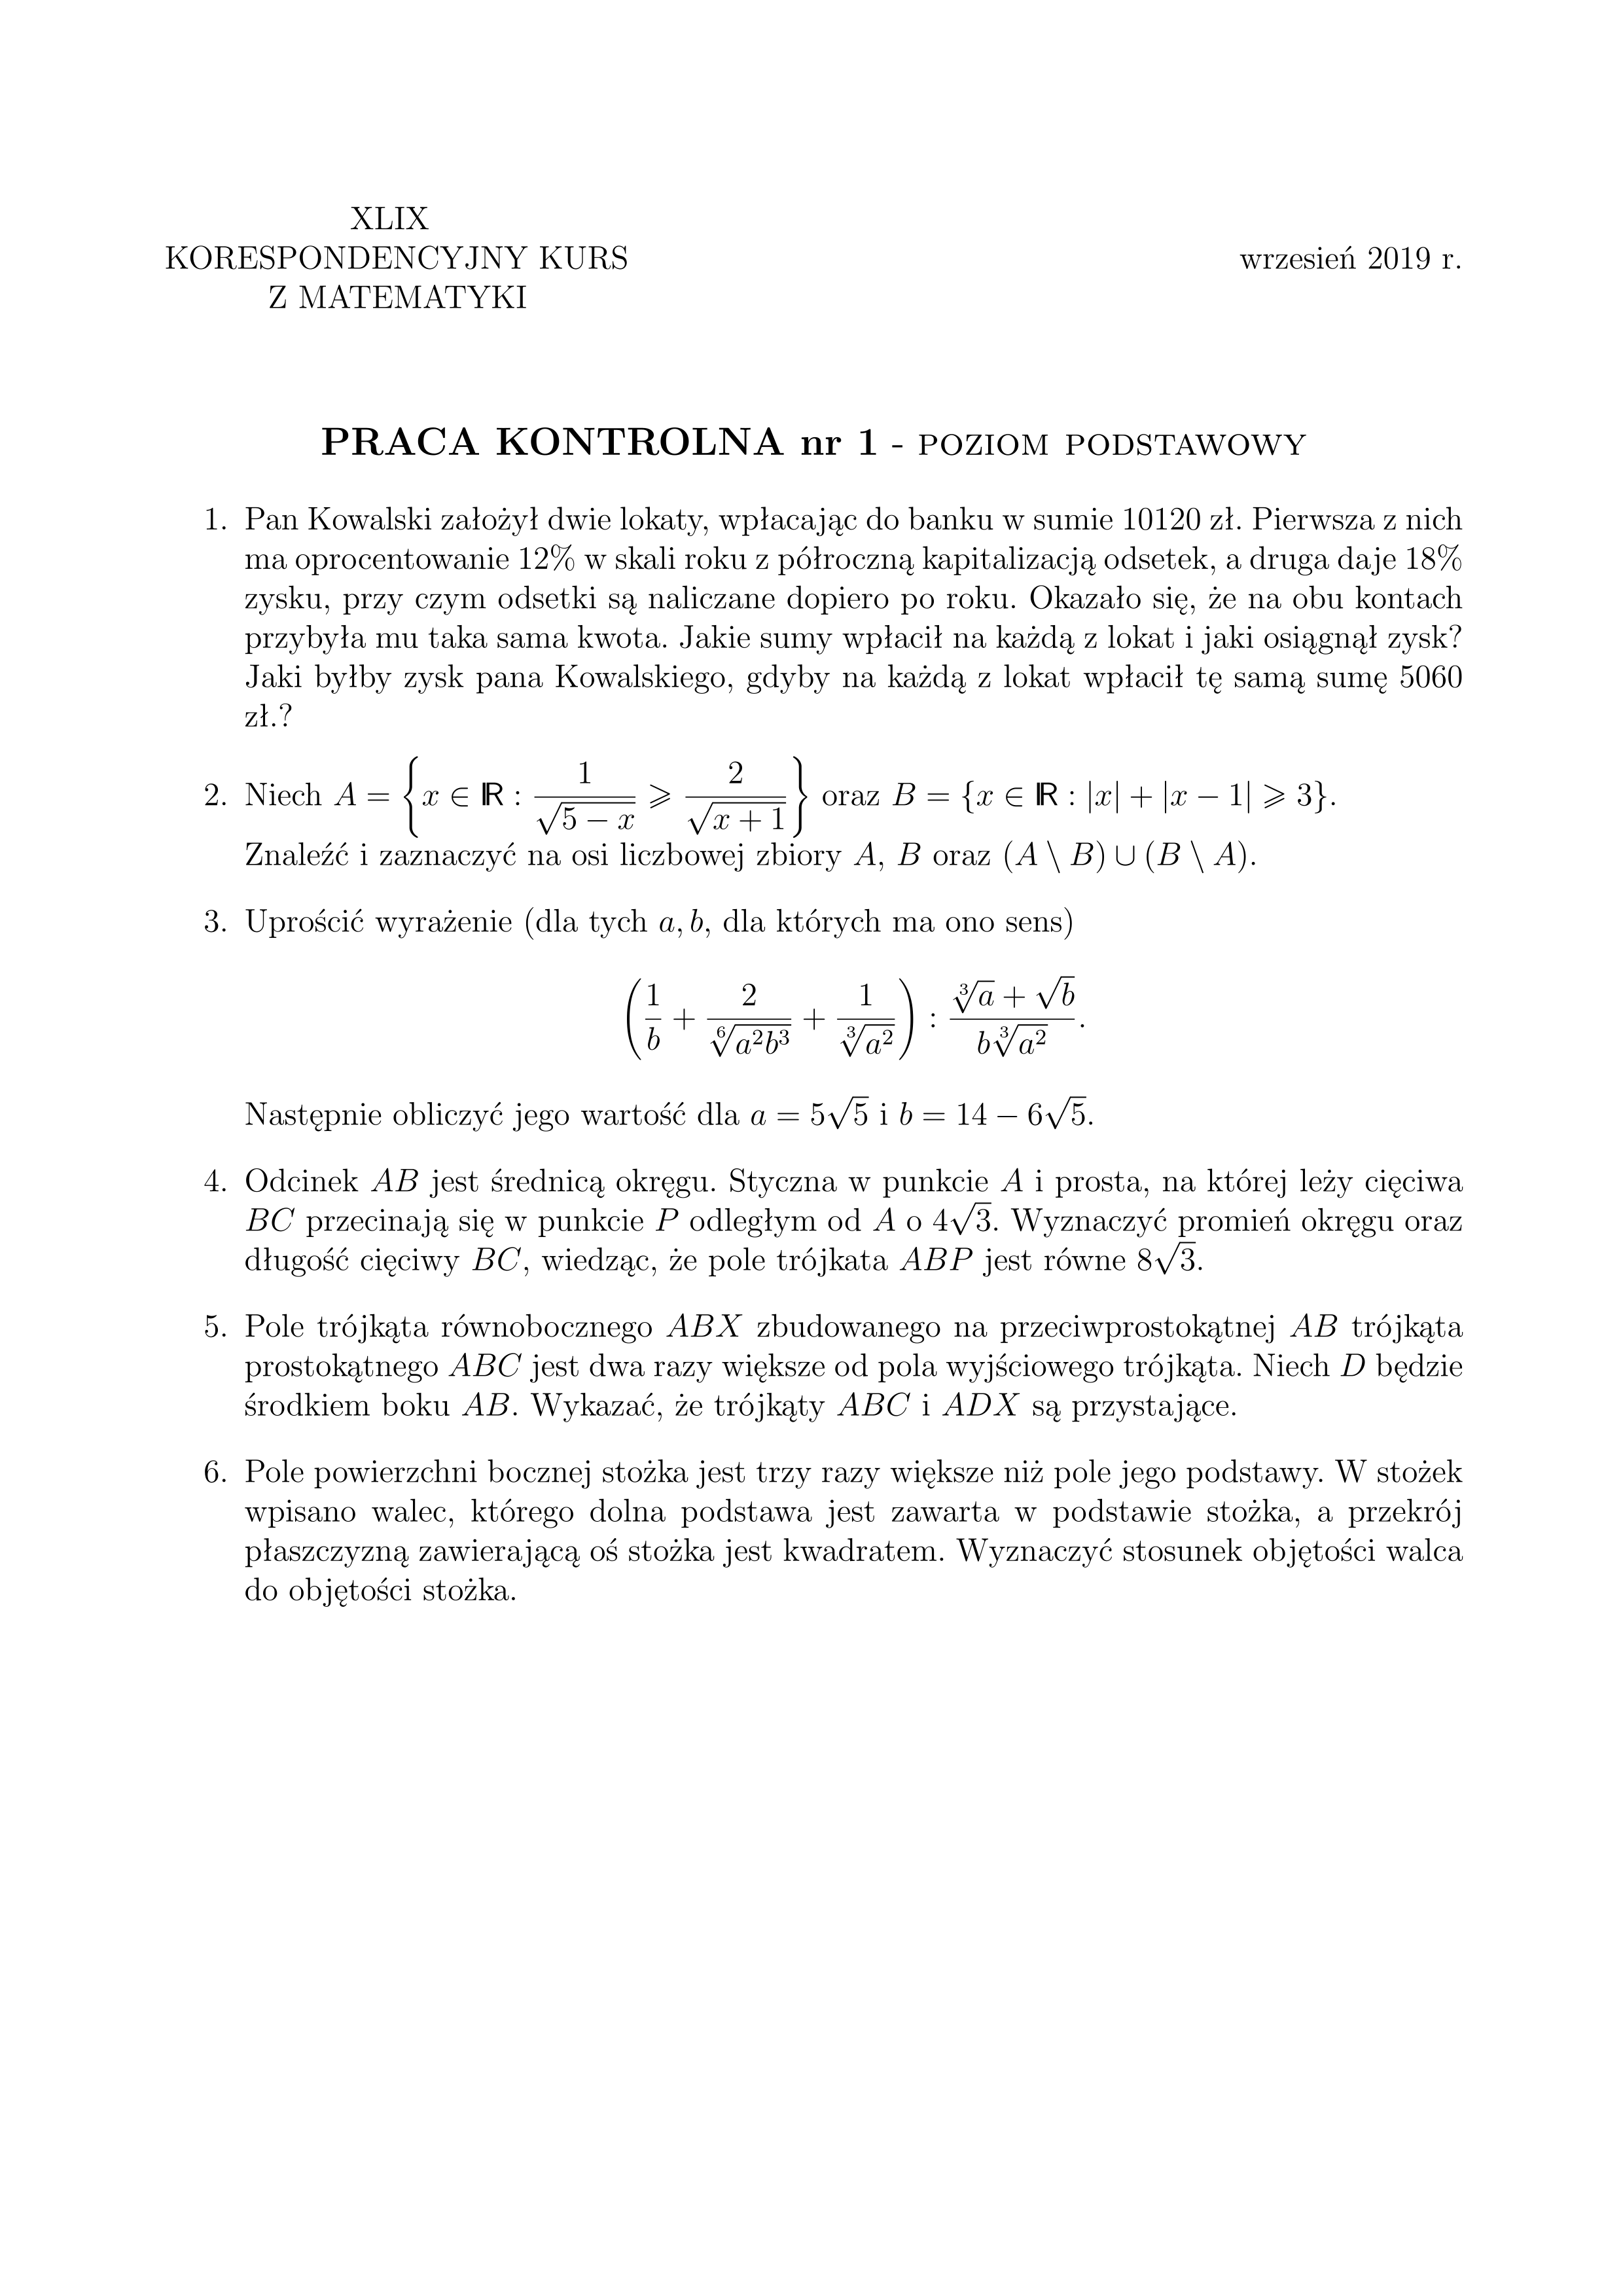 XLIX
KORESPONDENCYJNY KURS
Z MATEMATYKI
wrzesień 2019 r.
PRACA KONTROLNA nr 1 - POZIOM PODSTAWOWY
1. Pan Kowalski założył dwie lokaty, wpłacając do banku w sumie 10120 zł. Pierwsza z nich
ma oprocentowanie 12% w skali roku z półroczną kapitalizacją odsetek, a druga daje 18%
zysku, przy czym odsetki są naliczane dopiero po roku. Okazało się, że na obu kontach
przybyła mu taka sama kwota. Jakie sumy wpłacił na każdą z lokat i jaki osiągnął zysk?
Jaki byłby zysk pana Kowalskiego, gdyby na każdą z lokat wpłacił tę samą sumę 5060
zł.?
2. Niech $A = \left\{ x \in \mathbb{R} : \frac{1}{\sqrt{5-x}} \geqslant \frac{2}{\sqrt{x+1}} \right\}$ oraz $B = \{x \in \mathbb{R} : |x| + |x-1| \geqslant 3\}$.
Znaleźć i zaznaczyć na osi liczbowej zbiory $A$, $B$ oraz $(A \setminus B) \cup (B \setminus A)$.
3. Uprościć wyrażenie (dla tych $a, b$, dla których ma ono sens)
$\left( \frac{1}{b} + \frac{2}{\sqrt[6]{a^2b^3}} + \frac{1}{\sqrt[3]{a^2}} \right) : \frac{\sqrt[3]{a} + \sqrt{b}}{b\sqrt[3]{a^2}}.$
Następnie obliczyć jego wartość dla $a = 5\sqrt{5}$ i $b = 14 - 6\sqrt{5}$.
4. Odcinek $AB$ jest średnicą okręgu. Styczna w punkcie $A$ i prosta, na której leży cięciwa
$BC$ przecinają się w punkcie $P$ odległym od $A$ o $4\sqrt{3}$. Wyznaczyć promień okręgu oraz
długość cięciwy $BC$, wiedząc, że pole trójkata $ABP$ jest równe $8\sqrt{3}$.
5. Pole trójkąta równobocznego $ABX$ zbudowanego na przeciwprostokątnej $AB$ trójkąta
prostokątnego $ABC$ jest dwa razy większe od pola wyjściowego trójkąta. Niech $D$ będzie
środkiem boku $AB$. Wykazać, że trójkąty $ABC$ i $ADX$ są przystające.
6. Pole powierzchni bocznej stożka jest trzy razy większe niż pole jego podstawy. W stożek
wpisano walec, którego dolna podstawa jest zawarta w podstawie stożka, a przekrój
płaszczyzną zawierającą oś stożka jest kwadratem. Wyznaczyć stosunek objętości walca
do objętości stożka.